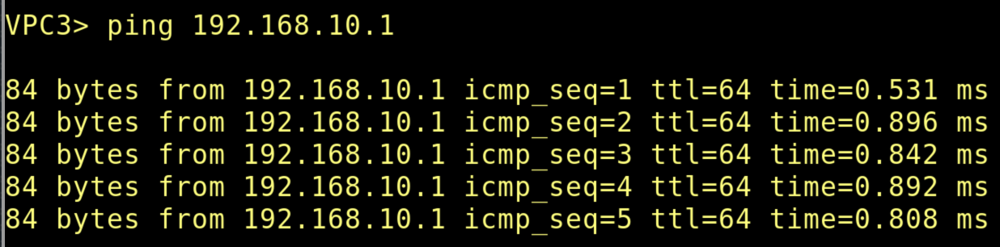 VPC3> ping 192.168.10.1
84 bytes from 192.168.10.1 icmp_seq=1 ttl=64 time=0.531 ms
84 bytes from 192.168.10.1 icmp_seq=2 ttl=64 time=0.896 ms
84 bytes from 192.168.10.1 icmp_seq=3 ttl=64 time=0.842 ms
84 bytes from 192.168.10.1 icmp_seq=4 ttl=64 time=0.892 ms
84 bytes from 192.168.10.1 icmp_seq=5 ttl=64 time=0.808 ms